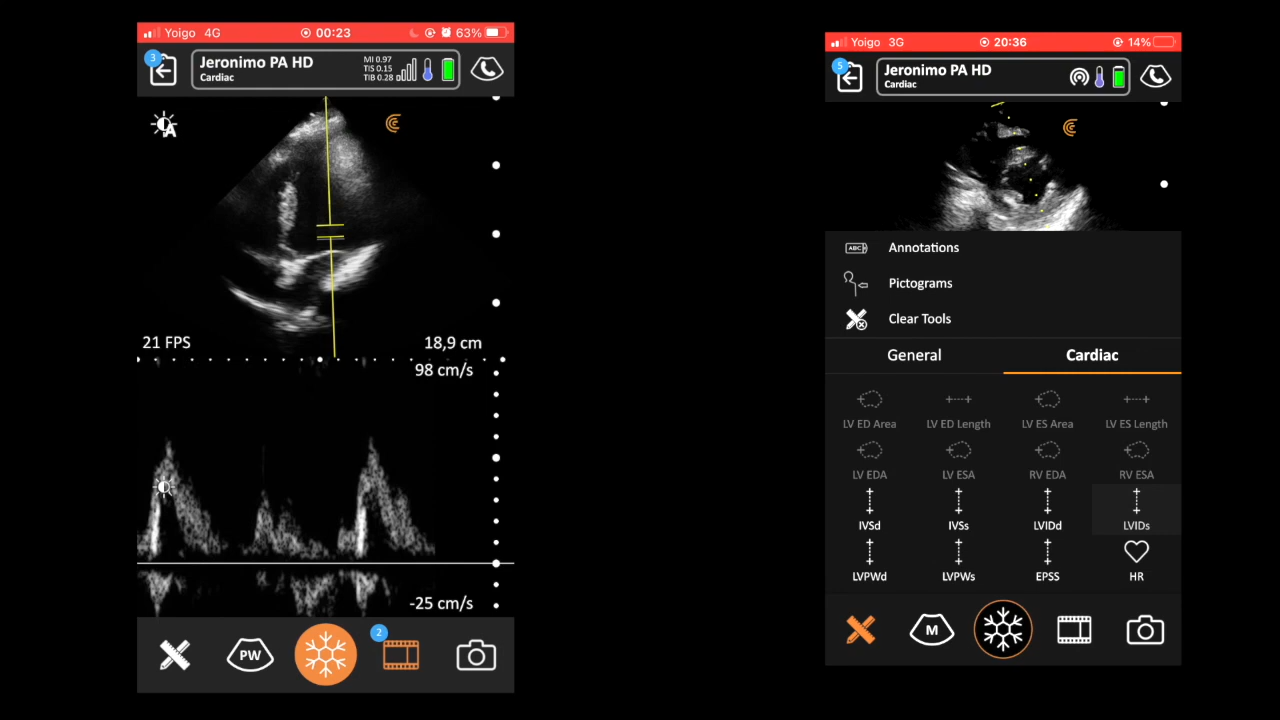 Yoigo 4G 00:23 63%
3 Jeronimo PA HD
Cardiac
MI 0.97
TIS 0.15
TIB 0.28
A
21 FPS 18,9 cm
98 cm/s
-25 cm/s
2
PW
Yoigo 3G 20:36 14%
5 Jeronimo PA HD
Cardiac
ABC Annotations
Pictograms
Clear Tools
General Cardiac
LV ED Area LV ED Length LV ES Area LV ES Length
LV EDA LV ESA RV EDA RV ESA
IVSd IVSs LVIDd LVIDs
LVPWd LVPWs EPSS HR
M